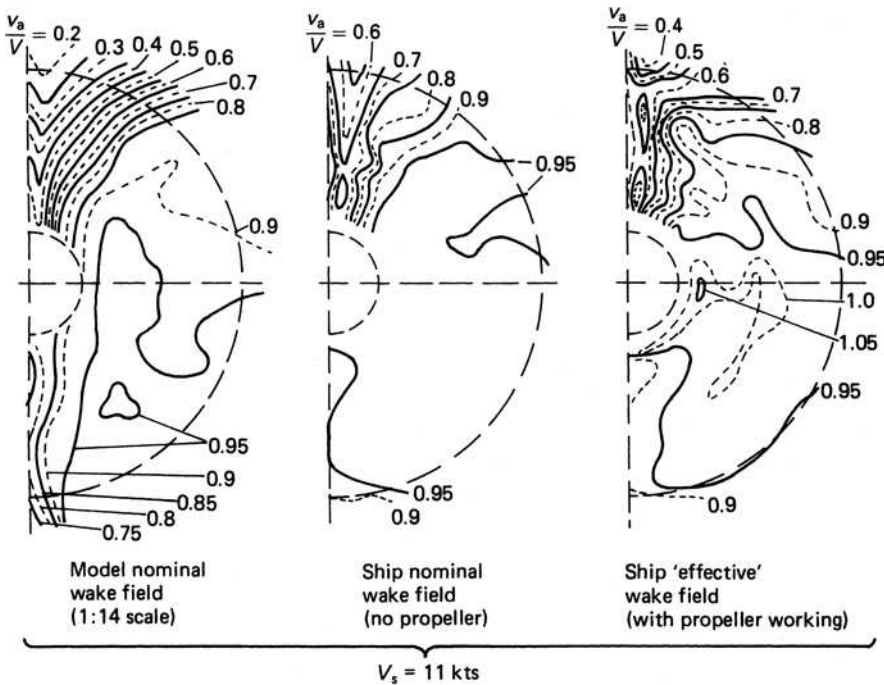 v_a/V = 0.2
0.3
0.4
0.5
0.6
0.7
0.8
0.9
0.95
0.9
0.85
0.8
0.75
v_a/V = 0.6
0.7
0.8
0.9
0.95
0.95
0.9
v_a/V = 0.4
0.5
0.6
0.7
0.8
0.9
0.95
1.0
1.05
0.95
0.9
Model nominal
wake field
(1:14 scale)
Ship nominal
wake field
(no propeller)
Ship 'effective'
wake field
(with propeller working)
V_s = 11 kts